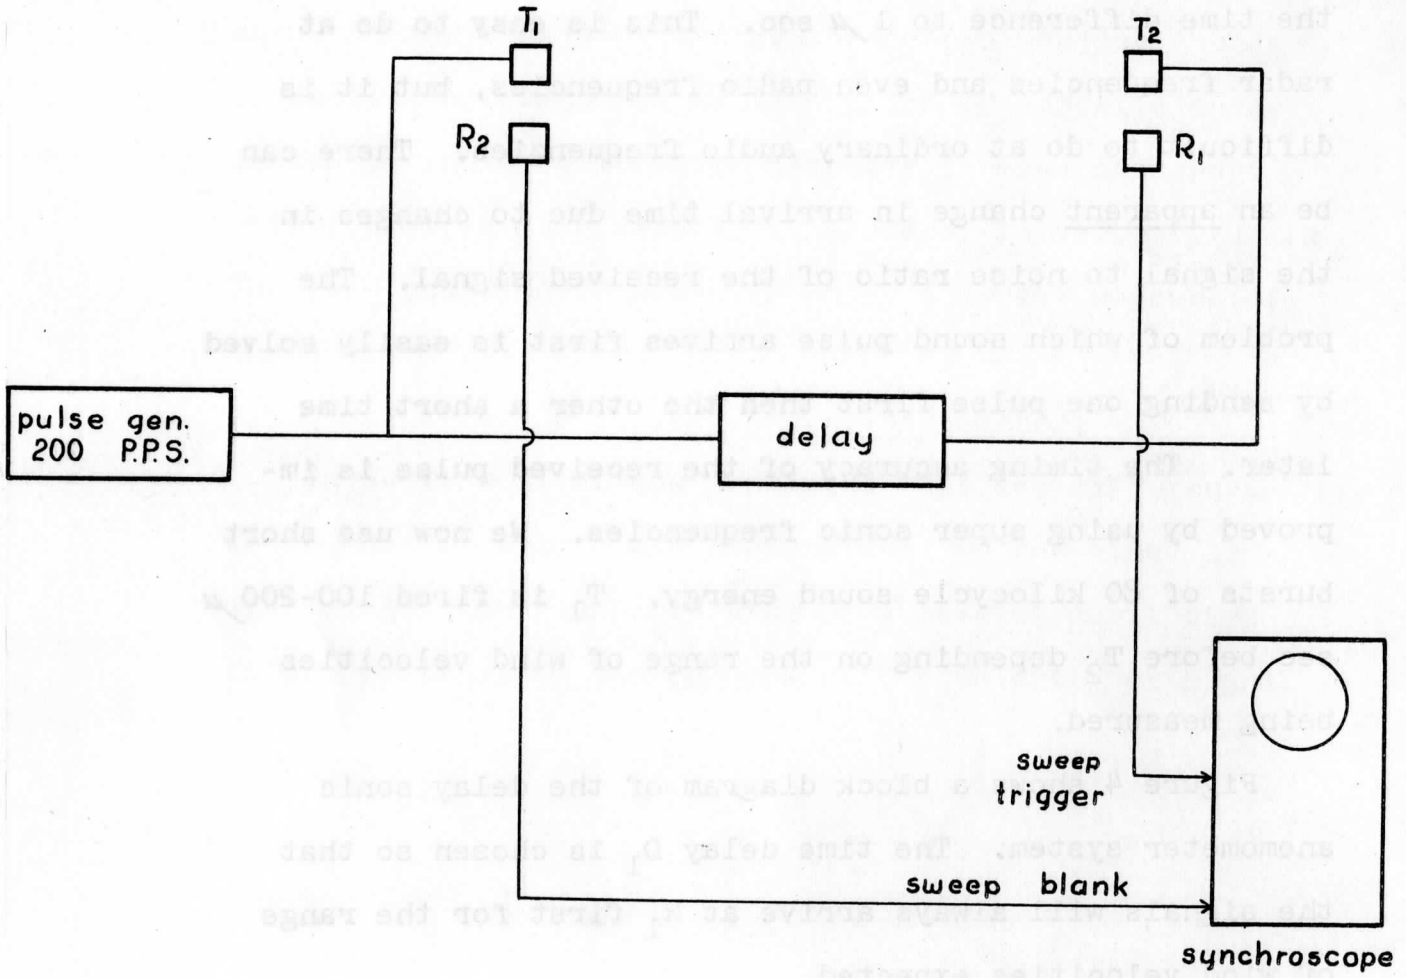 T₁
T2
R2
R₁
pulse gen.
200 P.P.S.
delay
sweep
trigger
sweep blank
synchroscope